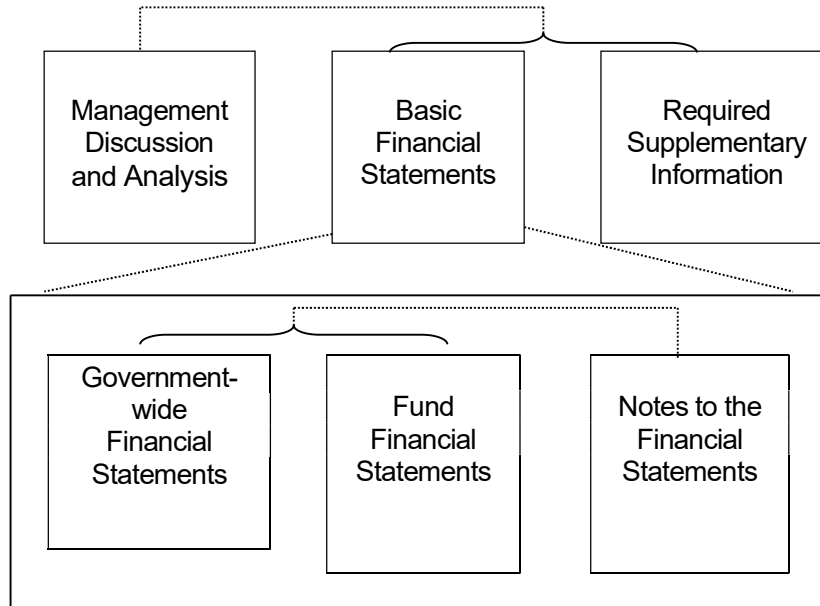 Management
Discussion
and Analysis
Basic
Financial
Statements
Required
Supplementary
Information
Government-
wide
Financial
Statements
Fund
Financial
Statements
Notes to the
Financial
Statements